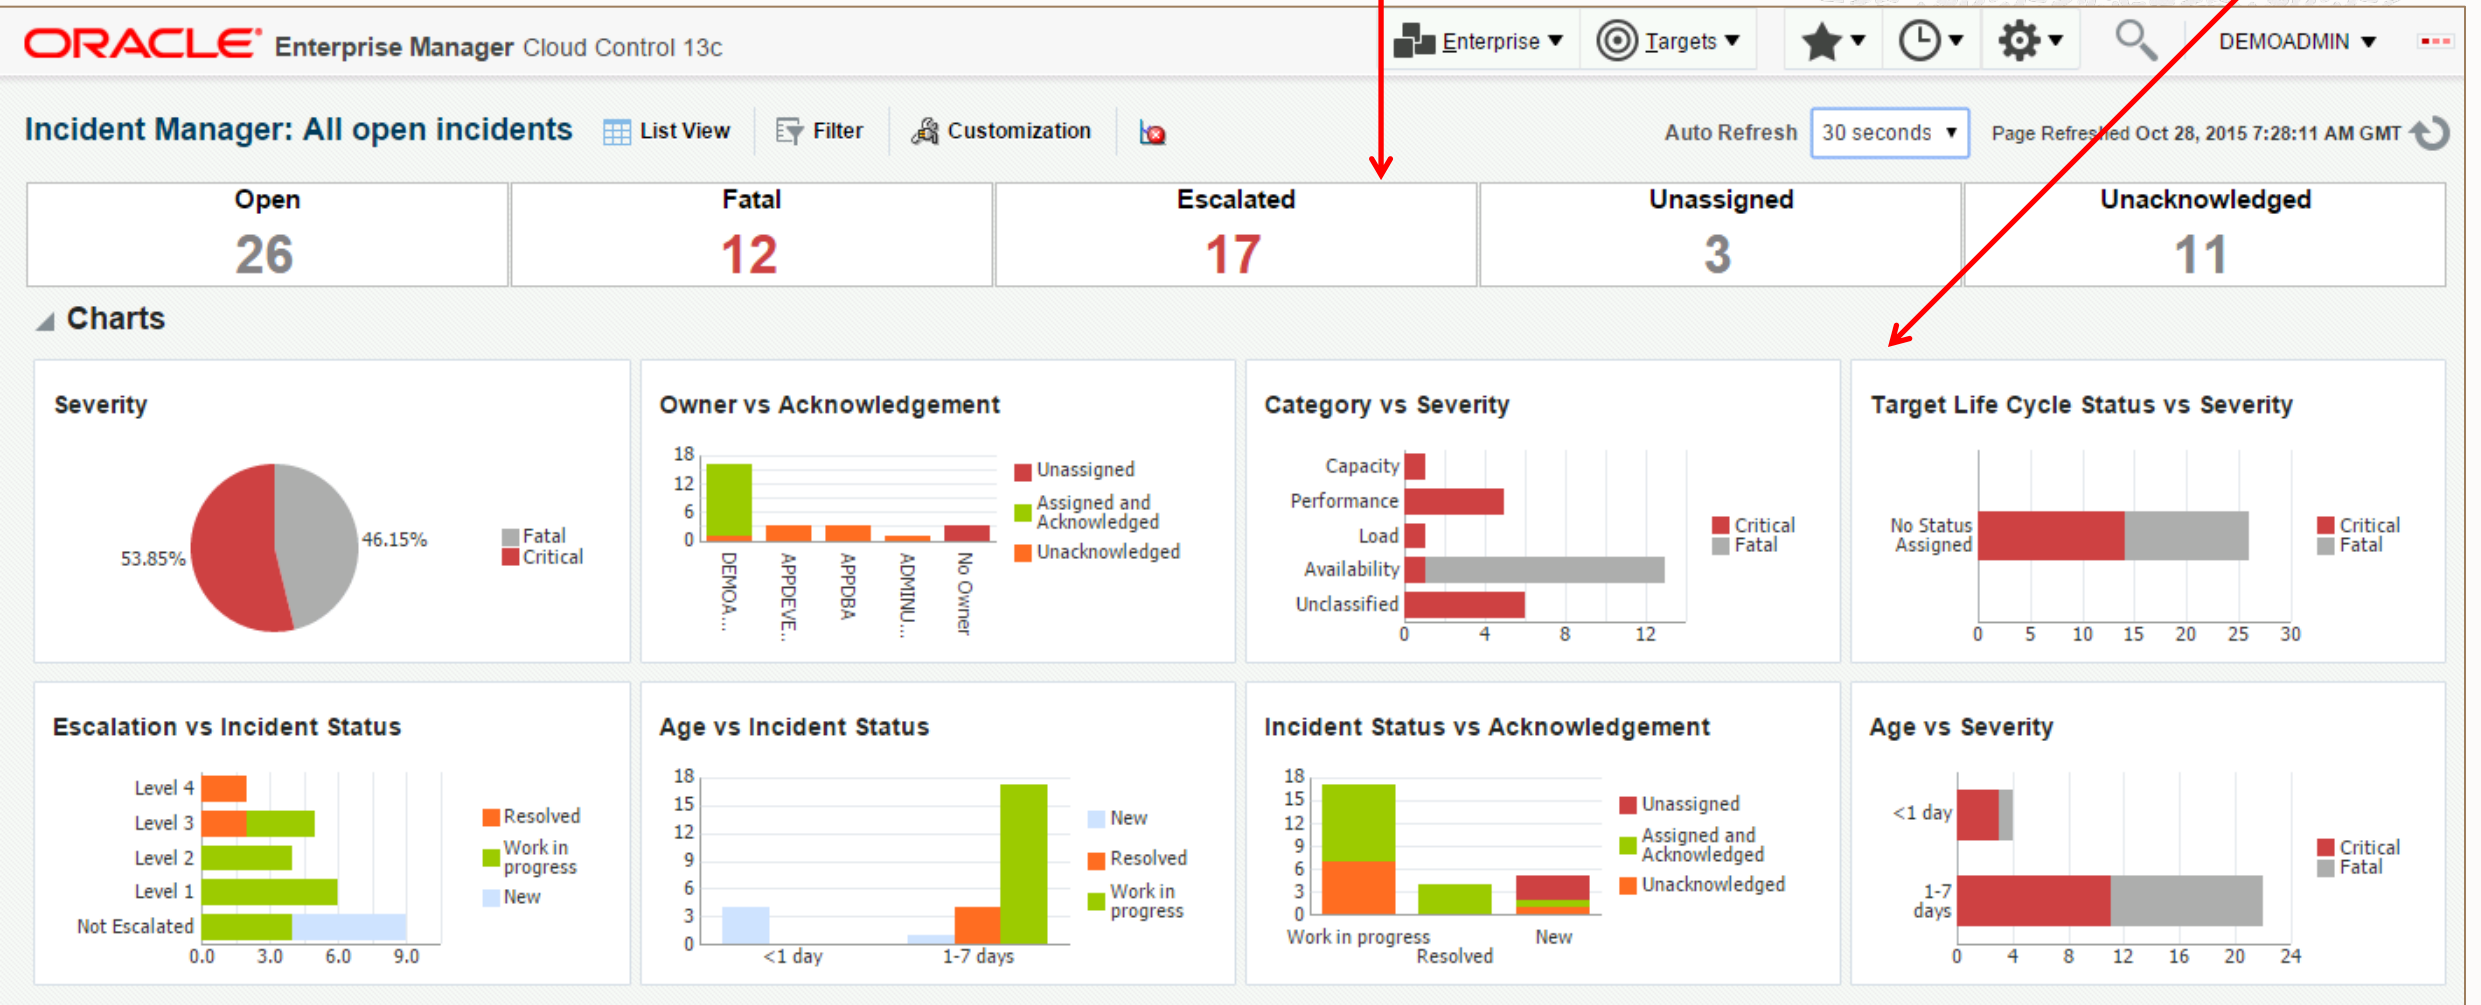 ORACLE Enterprise Manager Cloud Control 13c
Enterprise ▼ Targets ▼ DEMOADMIN ▼
Incident Manager: All open incidents List View Filter Customization
Auto Refresh 30 seconds ▼ Page Refreshed Oct 28, 2015 7:28:11 AM GMT
Open Fatal Escalated Unassigned Unacknowledged
26 12 17 3 11
Charts
Severity
53.85%
46.15%
Fatal
Critical
Owner vs Acknowledgement
18
12
6
0
DEMOA...
APPDEVE..
APPDBA
ADMINU...
No Owner
Unassigned
Assigned and
Acknowledged
Unacknowledged
Category vs Severity
Capacity
Performance
Load
Availability
Unclassified
0 4 8 12
Critical
Fatal
Target Life Cycle Status vs Severity
No Status
Assigned
0 5 10 15 20 25 30
Critical
Fatal
Escalation vs Incident Status
Level 4
Level 3
Level 2
Level 1
Not Escalated
0.0 3.0 6.0 9.0
Resolved
Work in
progress
New
Age vs Incident Status
18
15
12
9
6
3
0
<1 day 1-7 days
New
Resolved
Work in
progress
Incident Status vs Acknowledgement
18
15
12
9
6
3
0
Work in progress New
Resolved
Unassigned
Assigned and
Acknowledged
Unacknowledged
Age vs Severity
<1 day
1-7
days
0 4 8 12 16 20 24
Critical
Fatal